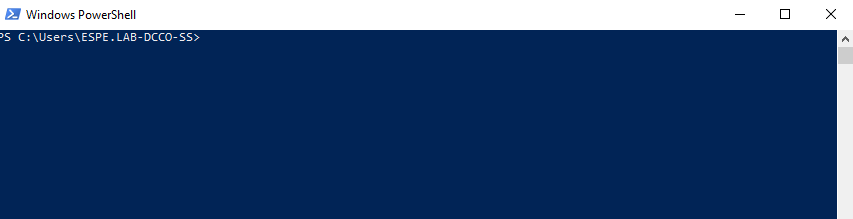 Windows PowerShell
PS C:\Users\ESPE.LAB-DCCO-SS>